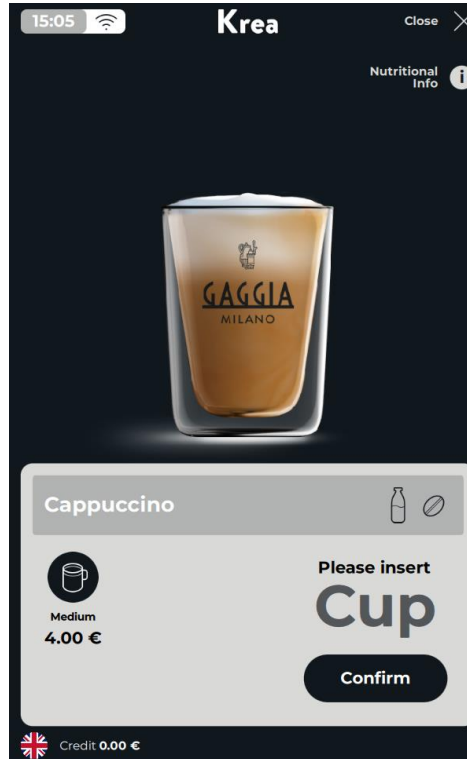 15:05
Krea
Close
Nutritional
Info
i
GAGGIA
MILANO
Cappuccino
Please insert
Cup
Medium
4.00 €
Confirm
Credit 0.00 €